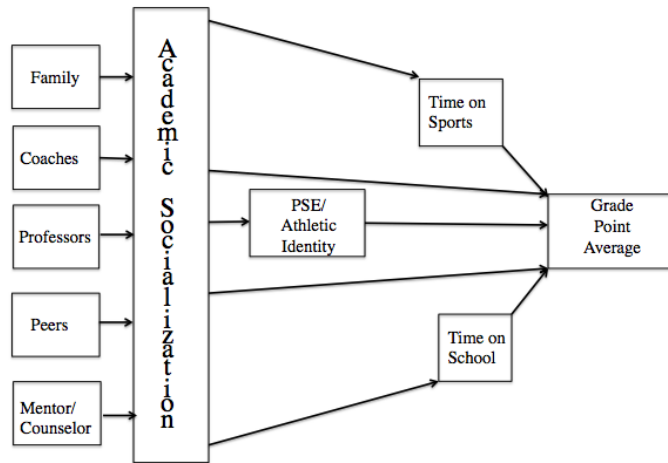 Family
Coaches
Professors
Peers
Mentor/
Counselor
Academic Socialization
PSE/
Athletic
Identity
Time on
Sports
Time on
School
Grade
Point
Average